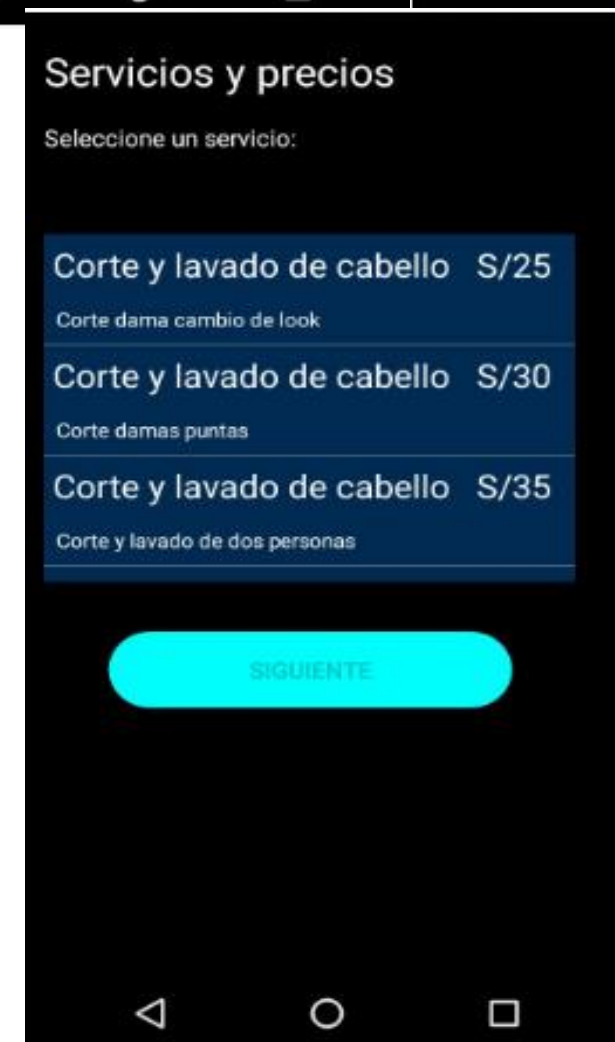 Servicios y precios
Seleccione un servicio:
Corte y lavado de cabello S/25
Corte dama cambio de look
Corte y lavado de cabello S/30
Corte damas puntas
Corte y lavado de cabello S/35
Corte y lavado de dos personas
SIGUIENTE